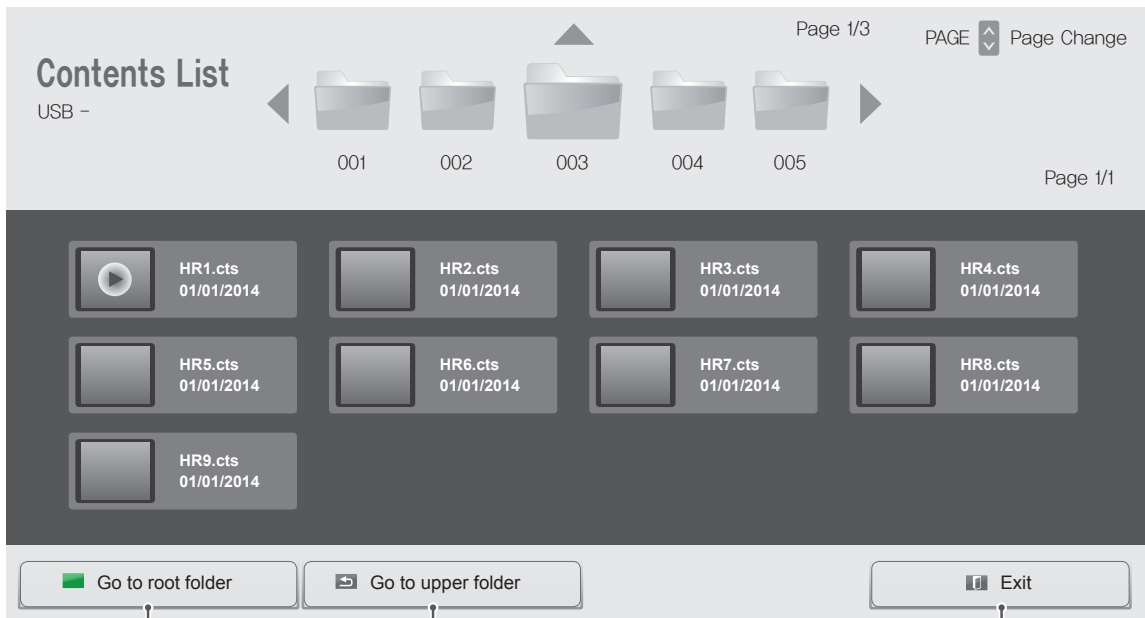 Page 1/3
PAGE Page Change
Contents List
USB -
001 002 003 004 005
Page 1/1
HR1.cts HR2.cts HR3.cts HR4.cts
01/01/2014 01/01/2014 01/01/2014 01/01/2014
HR5.cts HR6.cts HR7.cts HR8.cts
01/01/2014 01/01/2014 01/01/2014 01/01/2014
HR9.cts
01/01/2014
Go to root folder Go to upper folder Exit